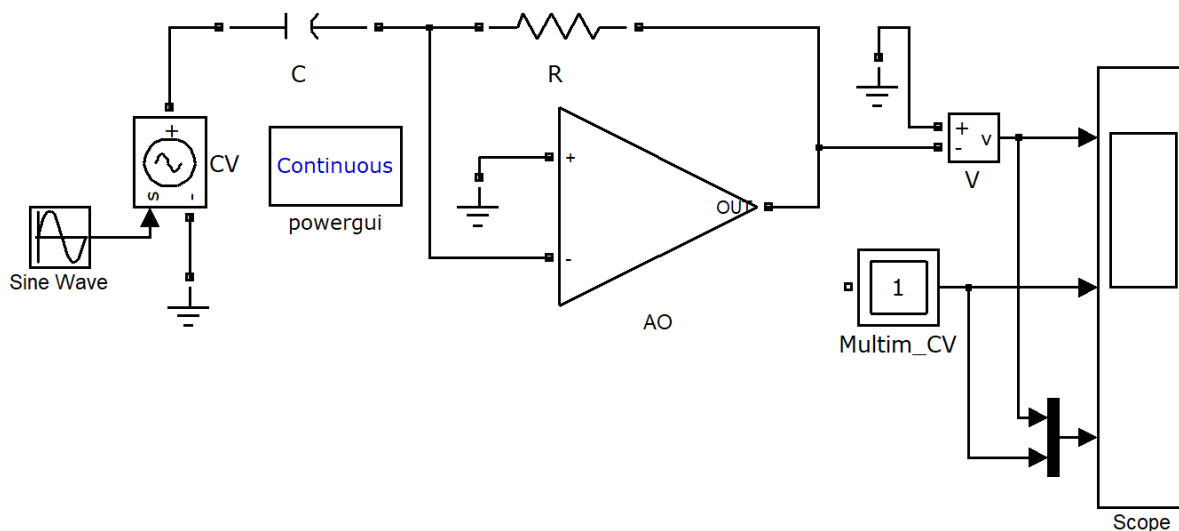 C
R
+
CV
s
-
Continuous
powergui
Sine Wave
+
-
OUT
AO
+
-
v
V
1
Multim_CV
Scope